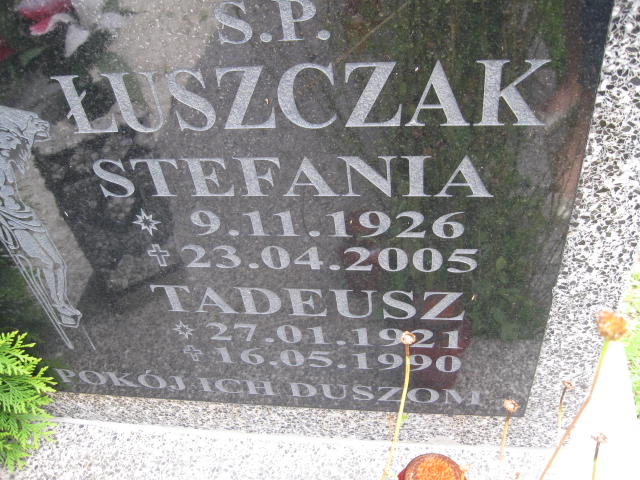 S.P.
ŁUSZCZAK
STEFANIA
9.11.1926
23.04.2005
TADEUSZ
27.01.1921
16.05.1990
POKÓJ ICH DUSZOM